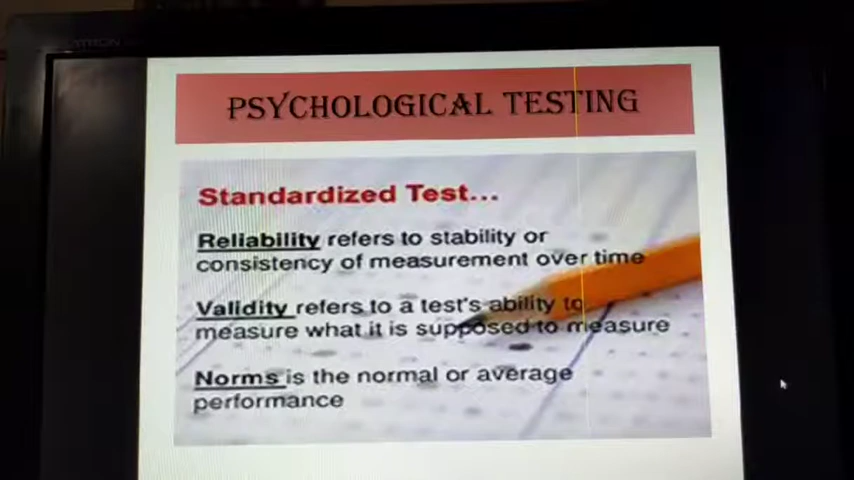 PSYCHOLOGICAL TESTING
Standardized Test...
Reliability refers to stability or
consistency of measurement over time
Validity refers to a test's ability to
measure what it is supposed to measure
Norms is the normal or average
performance